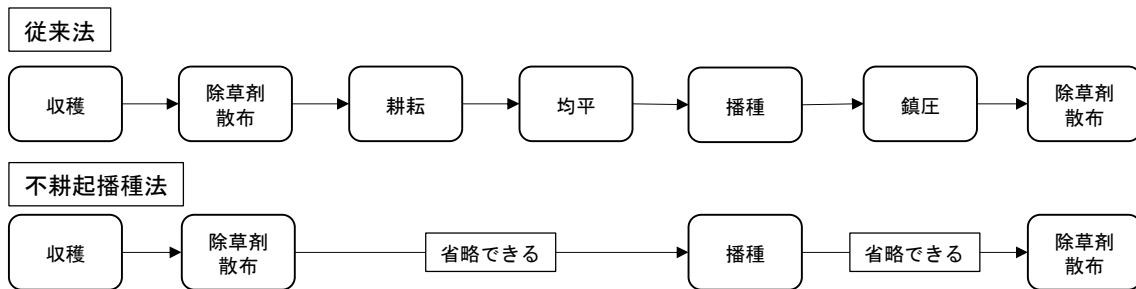 従来法
収穫
除草剤
散布
耕耘
均平
播種
鎮圧
除草剤
散布
不耕起播種法
収穫
除草剤
散布
省略できる
播種
省略できる
除草剤
散布